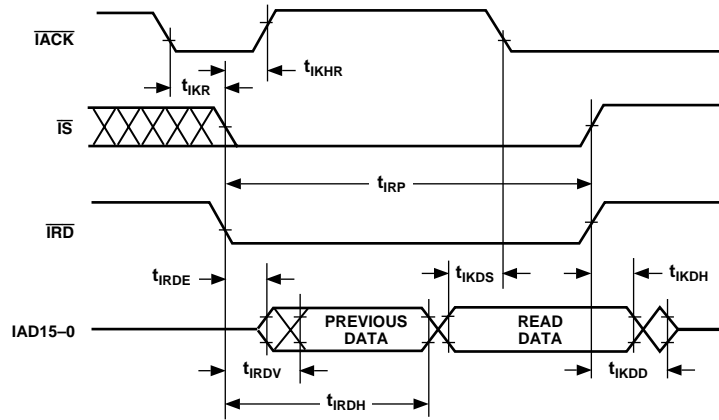 IACK
tIKHR
tIKR
IS
tIRP
IRD
tIRDE
tIKDS
tIKDH
IAD15–0
PREVIOUS
DATA
READ
DATA
tIRDV
tIKDD
tIRDH